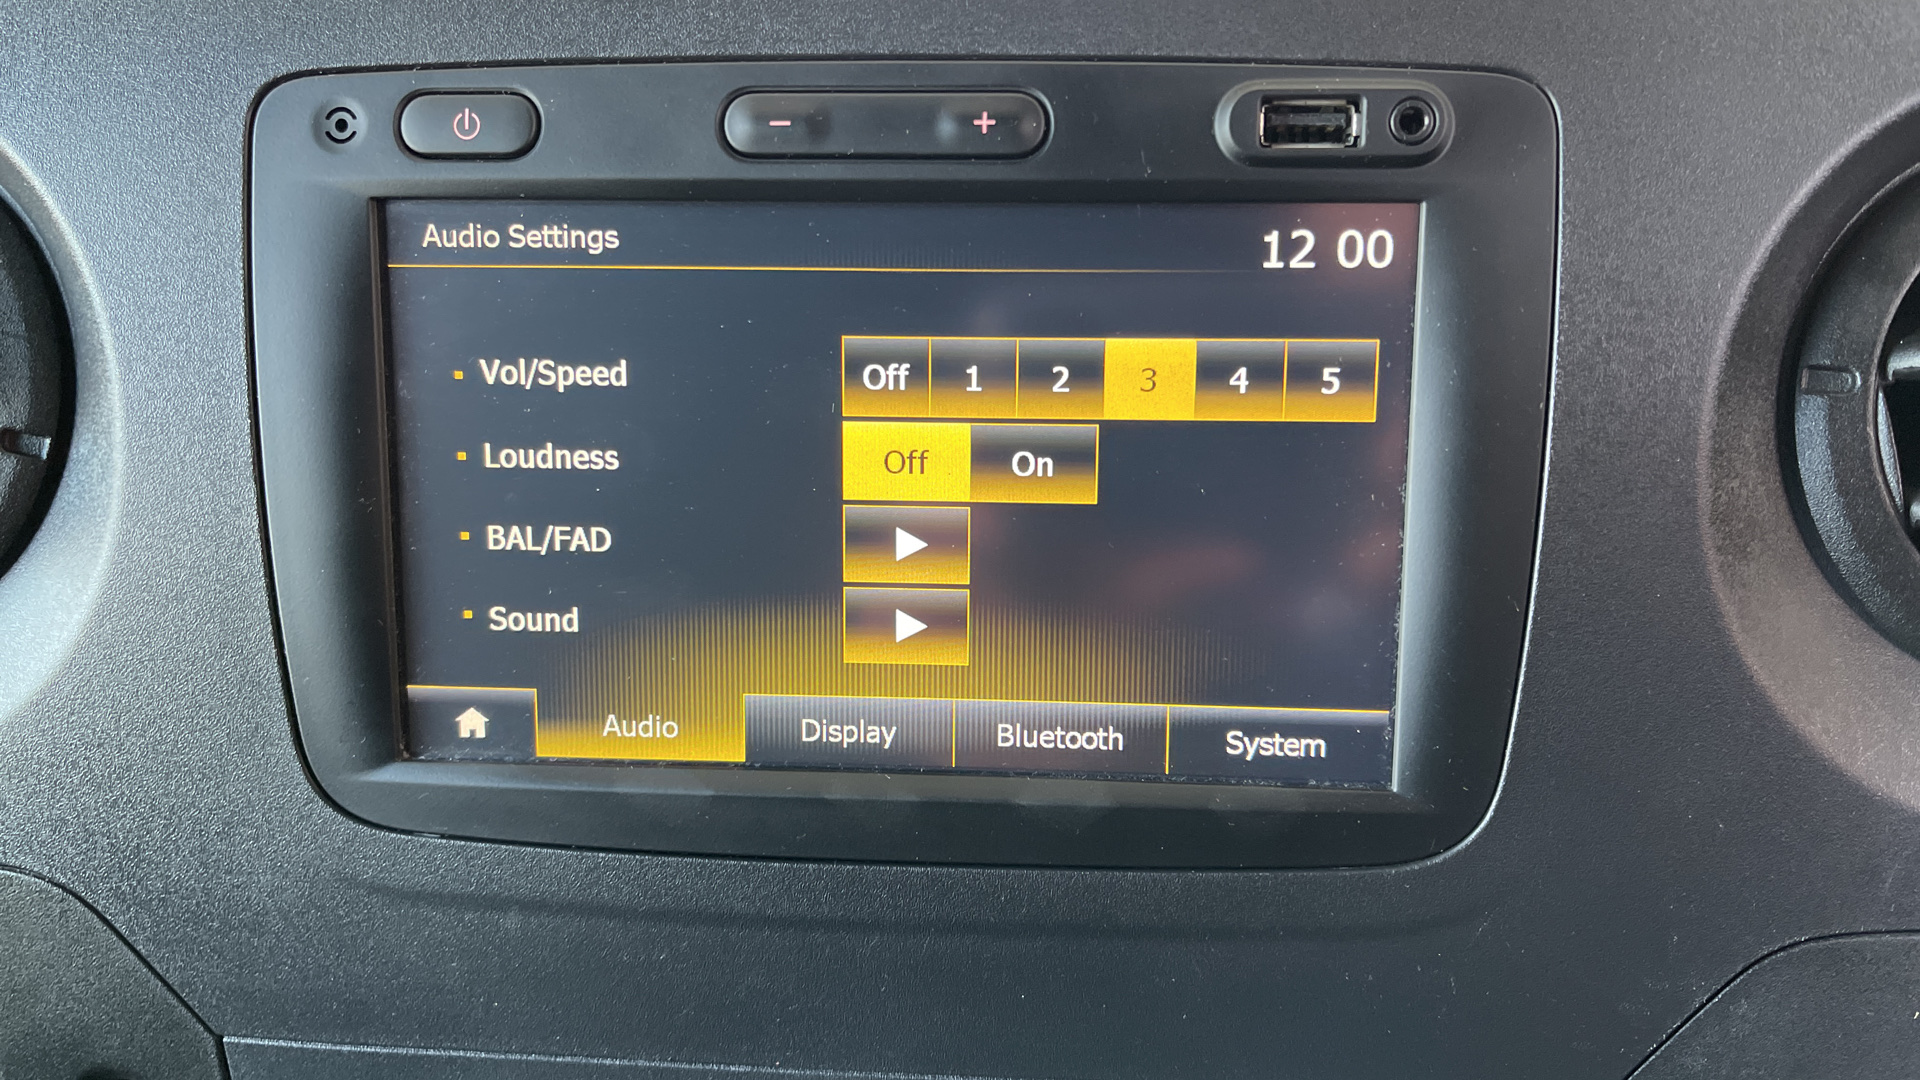 − +
Audio Settings 12 00
Vol/Speed Off 1 2 3 4 5
Loudness Off On
BAL/FAD
Sound
Audio Display Bluetooth System